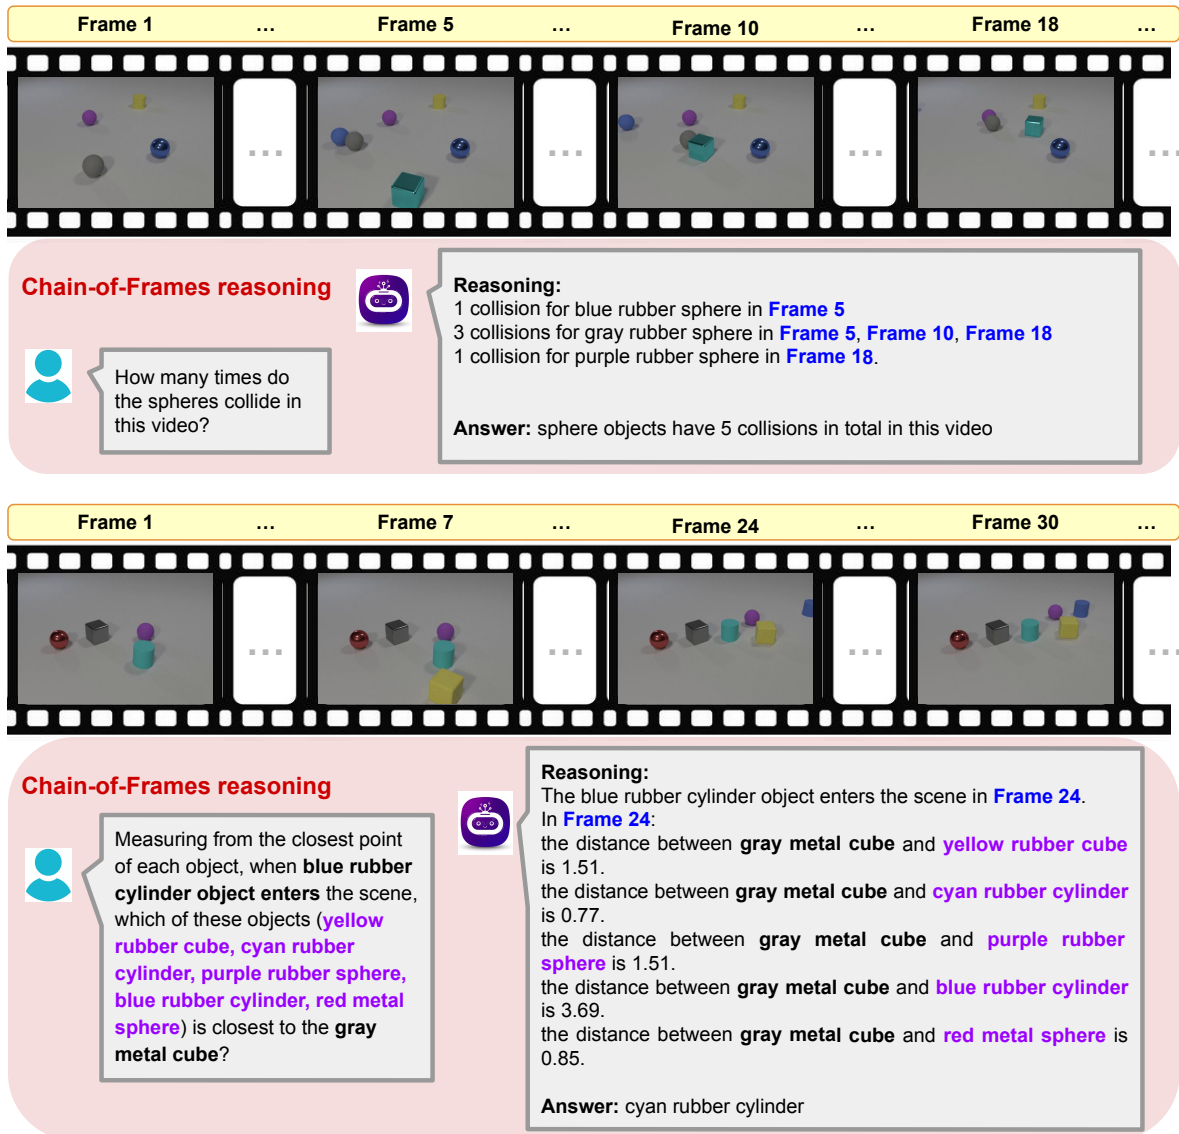 Frame 1 ... Frame 5 ... Frame 10 ... Frame 18 ...
... ... ... ...
Chain-of-Frames reasoning
How many times do
the spheres collide in
this video?
Reasoning:
1 collision for blue rubber sphere in Frame 5
3 collisions for gray rubber sphere in Frame 5, Frame 10, Frame 18
1 collision for purple rubber sphere in Frame 18.
Answer: sphere objects have 5 collisions in total in this video
Frame 1 ... Frame 7 ... Frame 24 ... Frame 30 ...
... ... ... ...
Chain-of-Frames reasoning
Measuring from the closest point
of each object, when blue rubber
cylinder object enters the scene,
which of these objects (yellow
rubber cube, cyan rubber
cylinder, purple rubber sphere,
blue rubber cylinder, red metal
sphere) is closest to the gray
metal cube?
Reasoning:
The blue rubber cylinder object enters the scene in Frame 24.
In Frame 24:
the distance between gray metal cube and yellow rubber cube
is 1.51.
the distance between gray metal cube and cyan rubber cylinder
is 0.77.
the distance between gray metal cube and purple rubber
sphere is 1.51.
the distance between gray metal cube and blue rubber cylinder
is 3.69.
the distance between gray metal cube and red metal sphere is
0.85.
Answer: cyan rubber cylinder